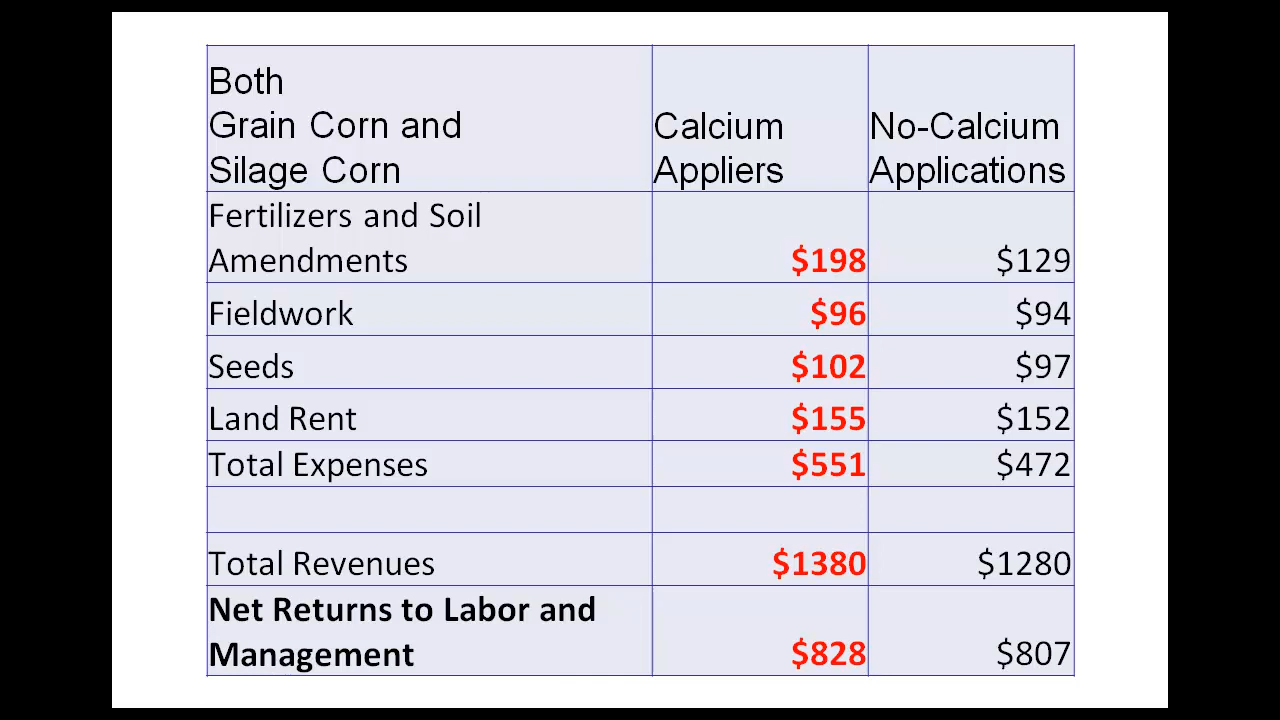 Both
Grain Corn and
Silage Corn
Calcium
Appliers
No-Calcium
Applications
Fertilizers and Soil
Amendments
$198
$129
Fieldwork
$96
$94
Seeds
$102
$97
Land Rent
$155
$152
Total Expenses
$551
$472
Total Revenues
$1380
$1280
Net Returns to Labor and
Management
$828
$807